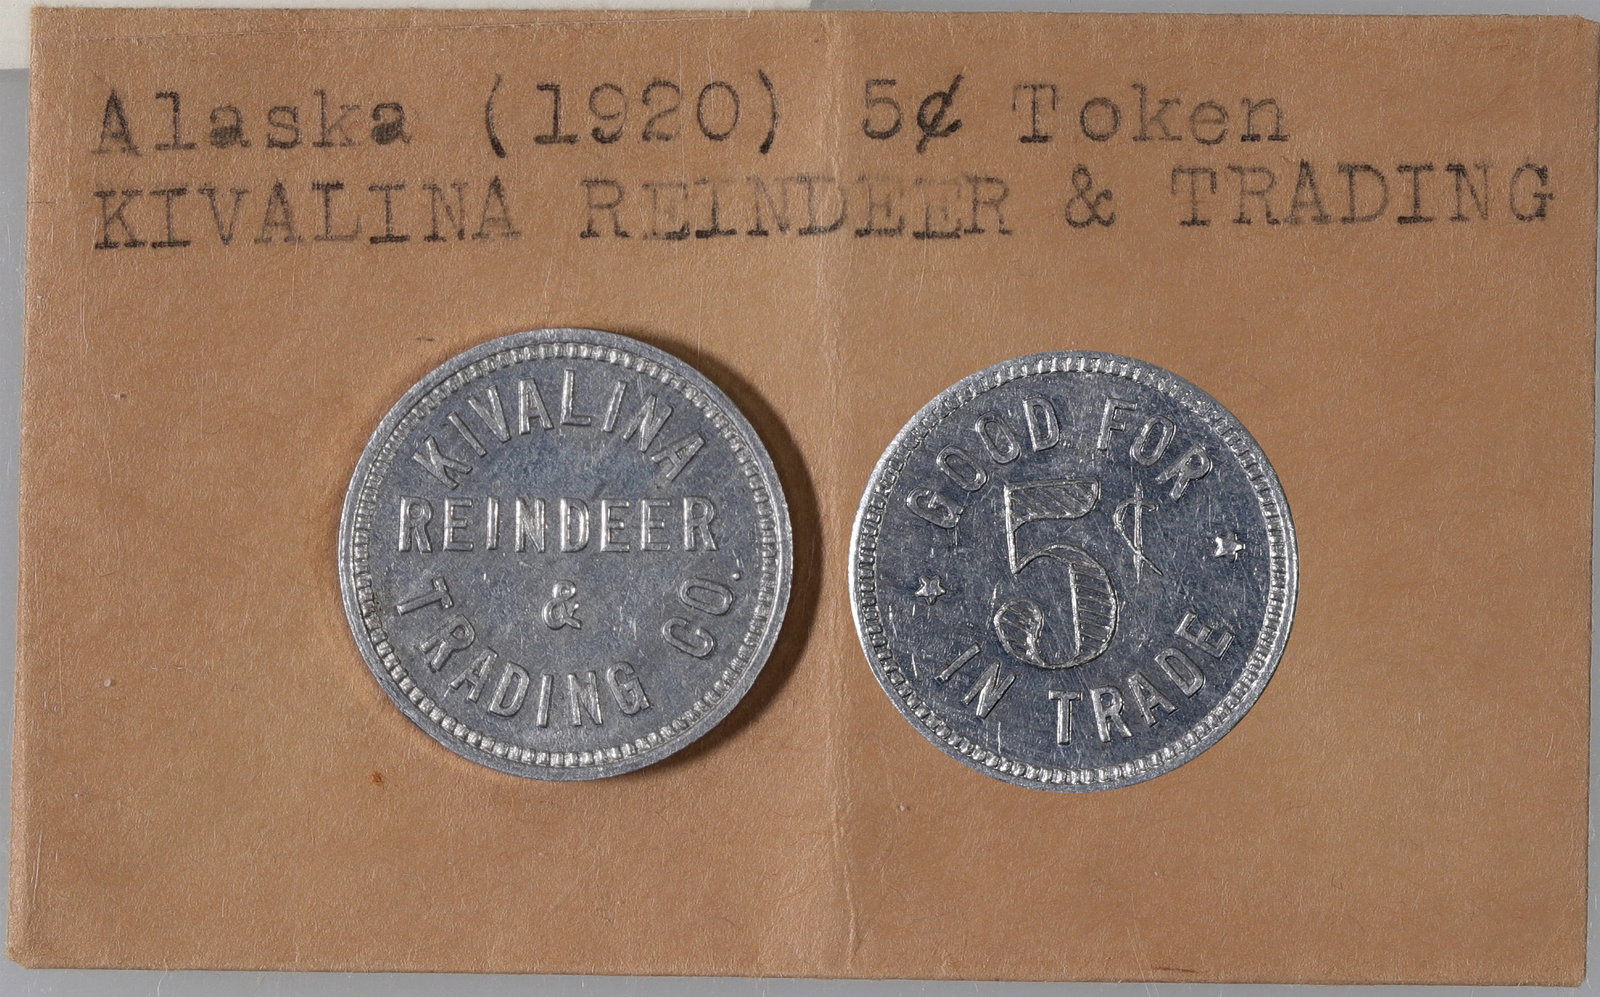 Alaska (1920) 5¢ Token
KIVALINA REINDEER & TRADING
KIVALINA
REINDEER
&
TRADING CO.
GOOD FOR
5¢
IN TRADE